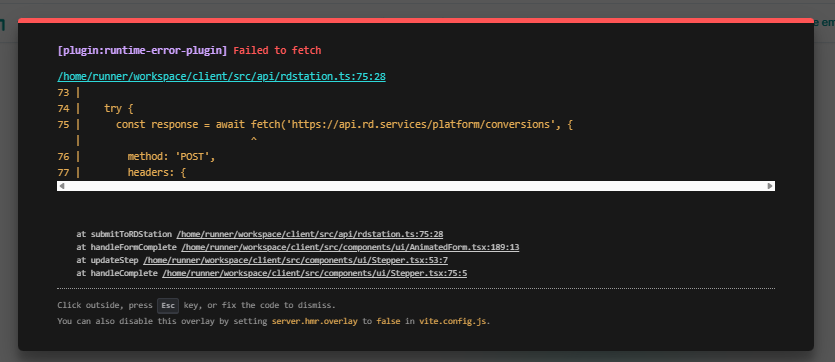 [plugin:runtime-error-plugin] Failed to fetch
/home/runner/workspace/client/src/api/rdstation.ts:75:28
73 |
74 |    try {
75 |      const response = await fetch('https://api.rd.services/platform/conversions', {
   |                             ^
76 |        method: 'POST',
77 |        headers: {
at submitToRDStation /home/runner/workspace/client/src/api/rdstation.ts:75:28
at handleFormComplete /home/runner/workspace/client/src/components/ui/AnimatedForm.tsx:189:13
at updateStep /home/runner/workspace/client/src/components/ui/Stepper.tsx:53:7
at handleComplete /home/runner/workspace/client/src/components/ui/Stepper.tsx:75:5
Click outside, press Esc key, or fix the code to dismiss.
You can also disable this overlay by setting server.hmr.overlay to false in vite.config.js.